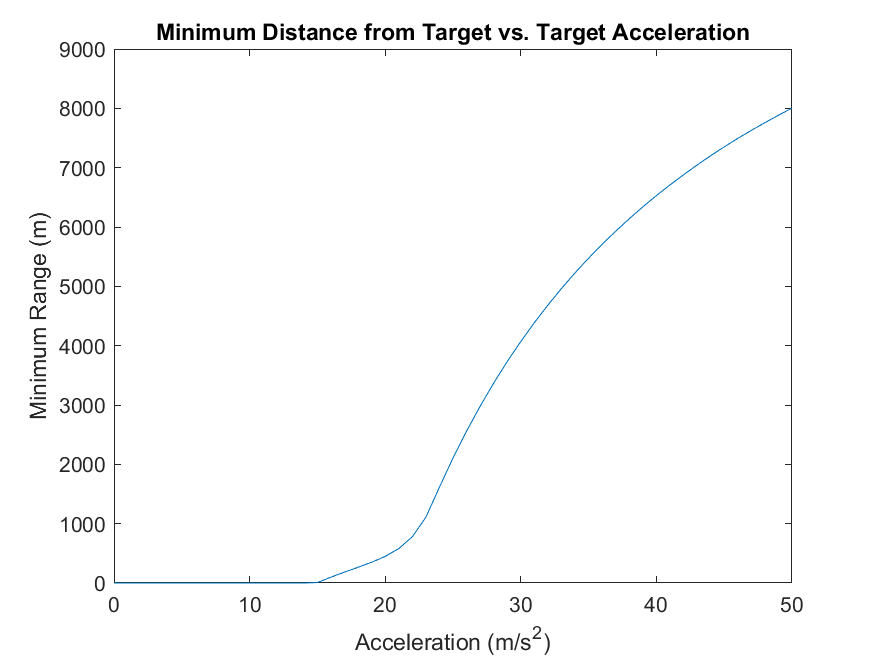 Minimum Distance from Target vs. Target Acceleration
9000
8000
7000
6000
5000
4000
3000
2000
1000
0
Minimum Range (m)
0 10 20 30 40 50
Acceleration (m/s²)